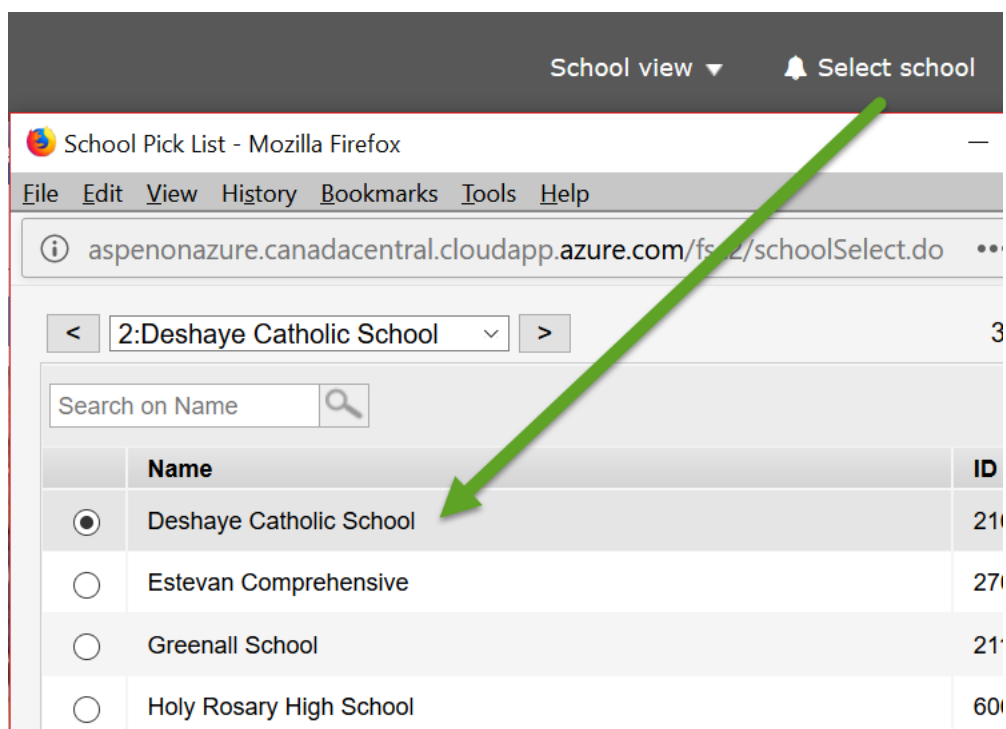 School view ▼ Select school
School Pick List - Mozilla Firefox
File Edit View History Bookmarks Tools Help
aspenonazure.canadacentral.cloudapp.azure.com/ /schoolSelect.do •••
< 2:Deshaye Catholic School >
Search on Name
Name ID
Deshaye Catholic School
Estevan Comprehensive
Greenall School
Holy Rosary High School